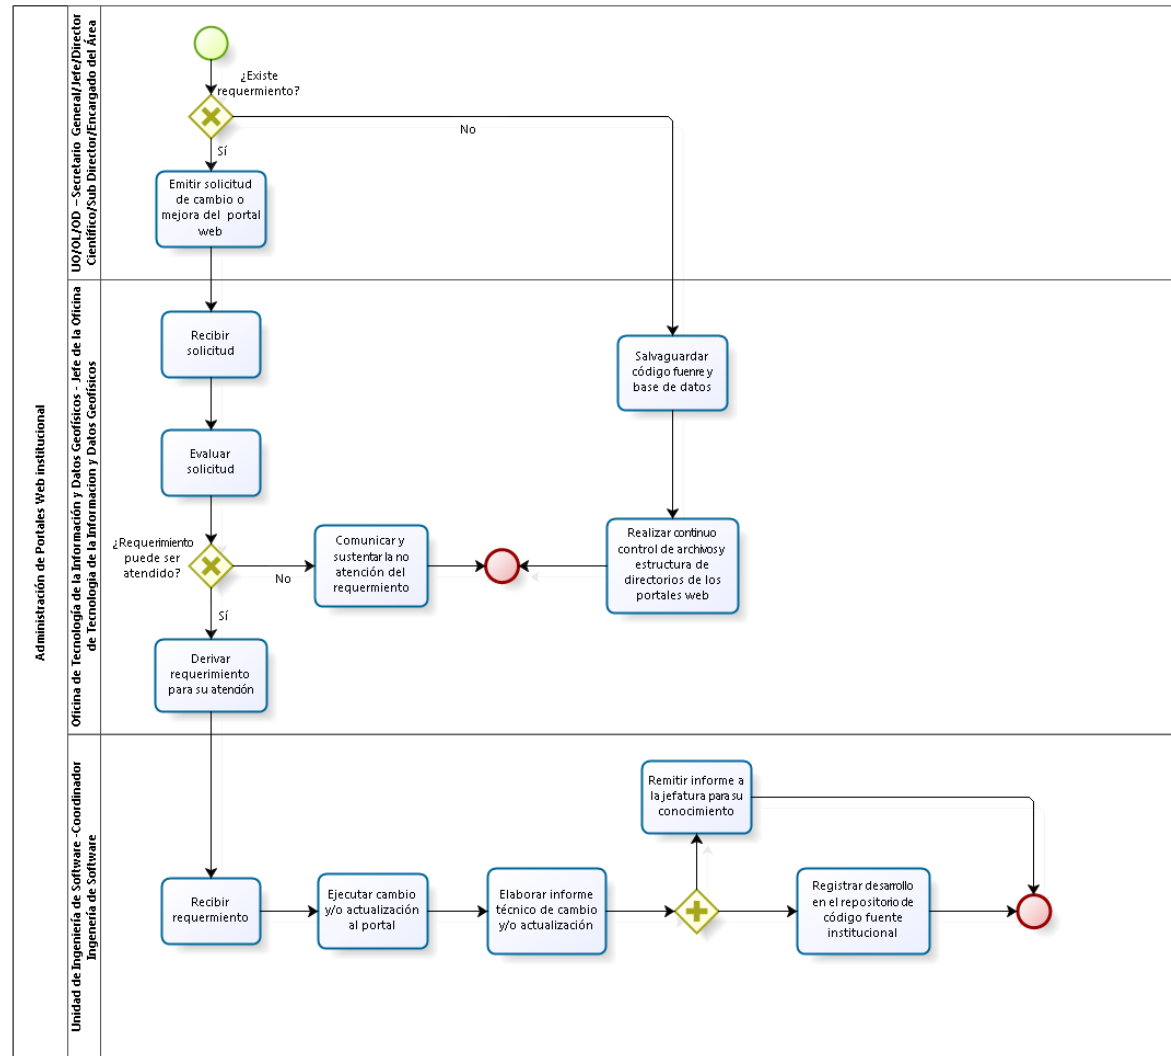 Administración de Portales Web institucional
UO/OL/OD – Secretario General/Jefe/Director
Científico/Sub Director/Encargado del Área
¿Existe
requermiento?
No
Sí
Emitir solicitud
de cambio o
mejora del portal
web
Oficina de Tecnología de la Información y Datos Geofísicos - Jefe de la Oficina
de Tecnología de la Informacion y Datos Geofísicos
Recibir
solicitud
Salvaguardar
código fuenre y
base de datos
Evaluar
solicitud
¿Requerimiento
puede ser
atendido?
No
Sí
Comunicar y
sustentar la no
atención del
requermiento
Realizar continuo
control de archivos y
estructura de
directorios de los
portales web
Derivar
requerimiento
para su atención
Unidad de Ingeniería de Software -Coordinador
Ingenería de Software
Remitir informe a
la jefatura para su
conocimiento
Recibir
requermiento
Ejecutar cambio
y/o actualización
al portal
Elaborar informe
técnico de cambio
y/o actualización
Registrar desarrollo
en el repositorio de
código fuente
institucional